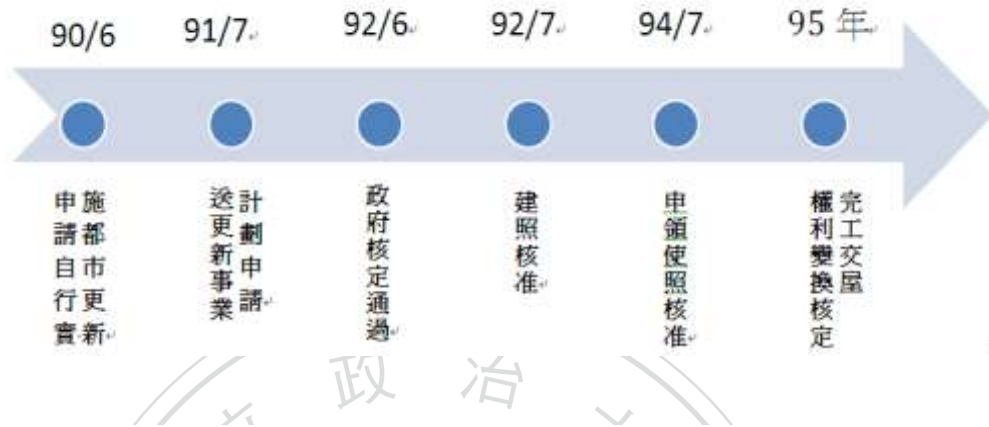 90/6
91/7
92/6
92/7
94/7
95 年
申請自行實
施都市更新
送更新事業
計劃申請
政府核定通過
建照核准
申領使照核准
權利變換核定
完工交屋
政治